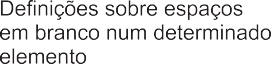 Definições sobre espaços
em branco num determinado
elemento